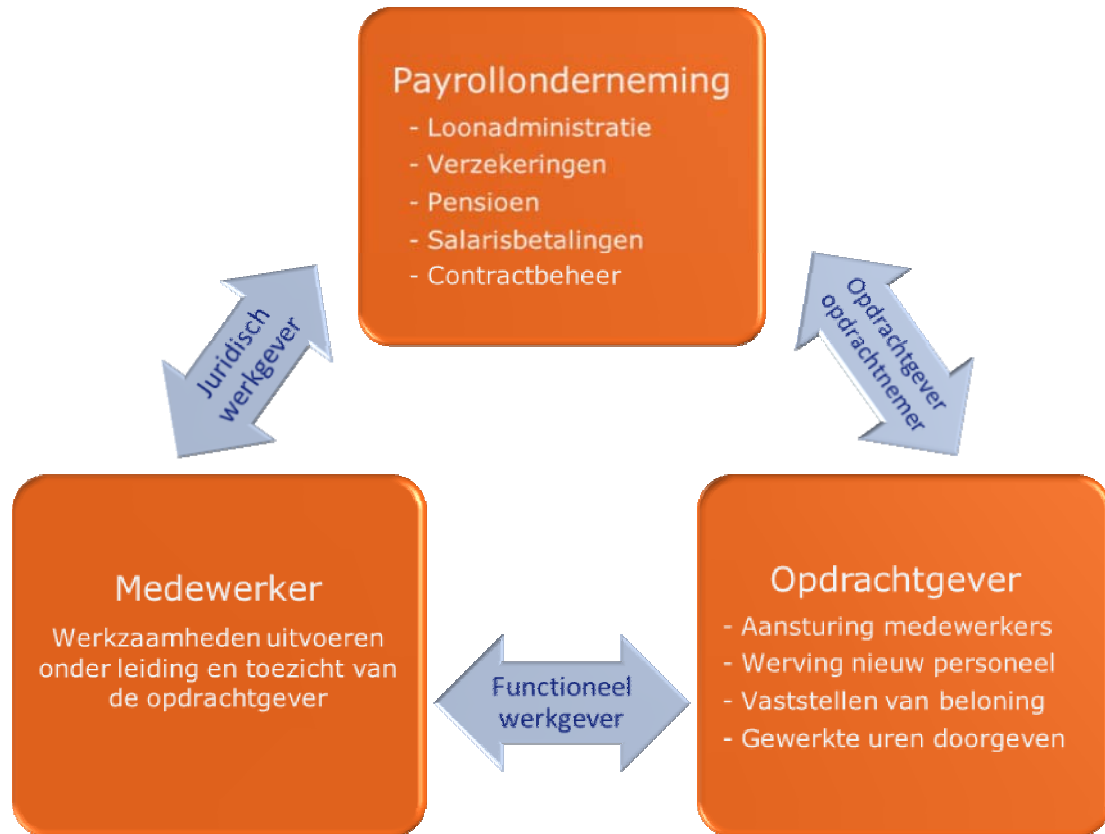 Payrollonderneming
- Loonadministratie
- Verzekeringen
- Pensioen
- Salarisbetalingen
- Contractbeheer
Juridisch
werkgever
Opdrachtgever
opdrachtnemer
Medewerker
Werkzaamheden uitvoeren
onder leiding en toezicht van
de opdrachtgever
Functioneel
werkgever
Opdrachtgever
- Aansturing medewerkers
- Werving nieuw personeel
- Vaststellen van beloning
- Gewerkte uren doorgeven